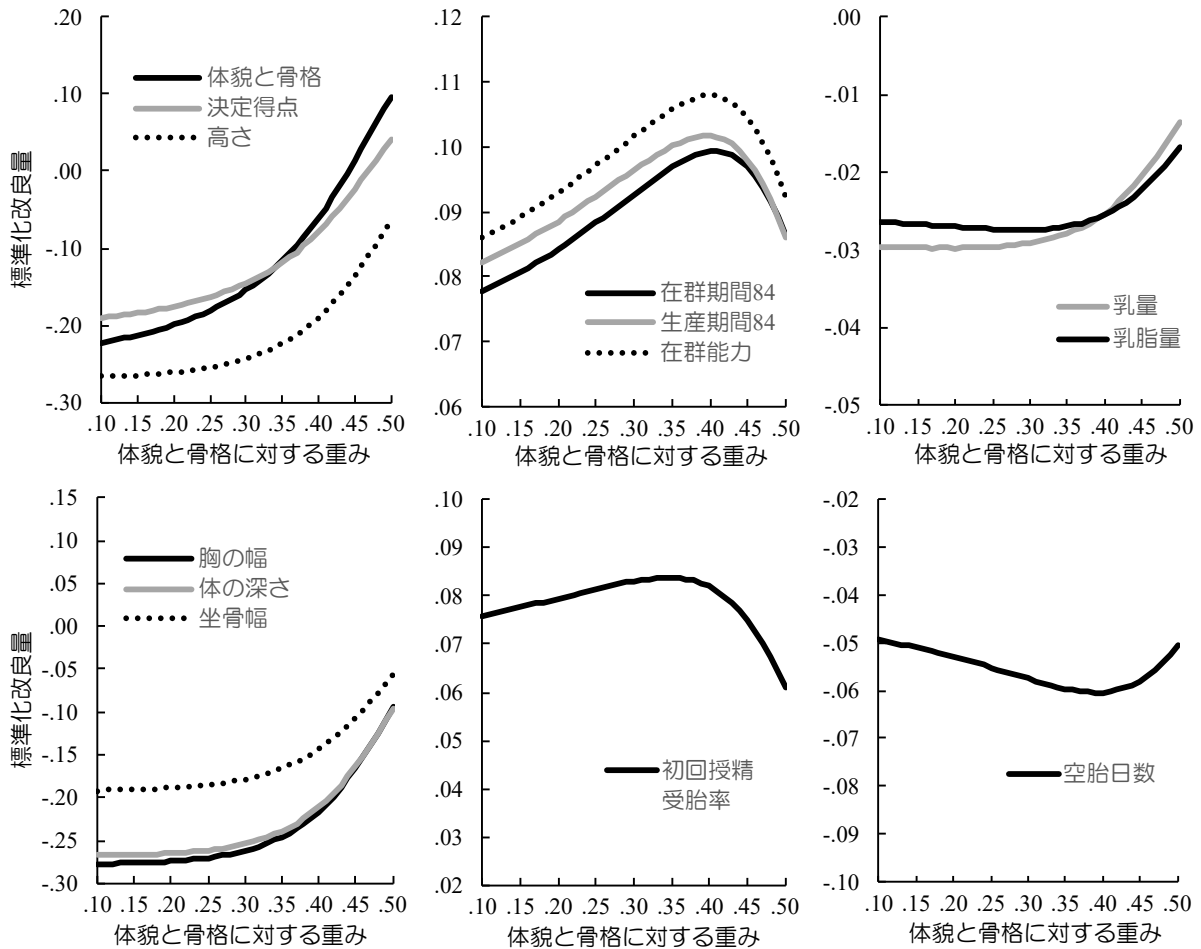 標準化改良量
.20
.10
.00
-.10
-.20
-.30
体貌と骨格
決定得点
高さ
.10 .15 .20 .25 .30 .35 .40 .45 .50
体貌と骨格に対する重み
.12
.11
.10
.09
.08
.07
.06
在群期間84
生産期間84
在群能力
.10 .15 .20 .25 .30 .35 .40 .45 .50
体貌と骨格に対する重み
.00
-.01
-.02
-.03
-.04
-.05
乳量
乳脂量
.10 .15 .20 .25 .30 .35 .40 .45 .50
体貌と骨格に対する重み
標準化改良量
.15
.10
.05
.00
-.05
-.10
-.15
-.20
-.25
-.30
胸の幅
体の深さ
坐骨幅
.10 .15 .20 .25 .30 .35 .40 .45 .50
体貌と骨格に対する重み
.10
.09
.08
.07
.06
.05
.04
.03
.02
初回授精
受胎率
.10 .15 .20 .25 .30 .35 .40 .45 .50
体貌と骨格に対する重み
-.02
-.03
-.04
-.05
-.06
-.07
-.08
-.09
-.10
空胎日数
.10 .15 .20 .25 .30 .35 .40 .45 .50
体貌と骨格に対する重み